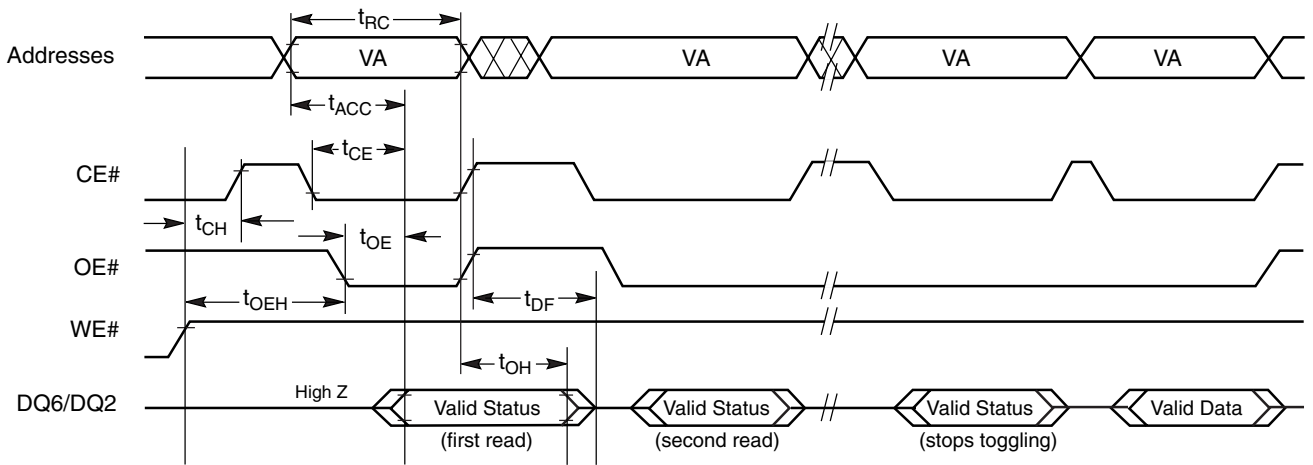 tRC
Addresses VA VA VA VA
tACC
tCE
CE#
tCH tOE
OE#
tOEH tDF
WE#
tOH
High Z
DQ6/DQ2 Valid Status Valid Status Valid Status Valid Data
(first read) (second read) (stops toggling)